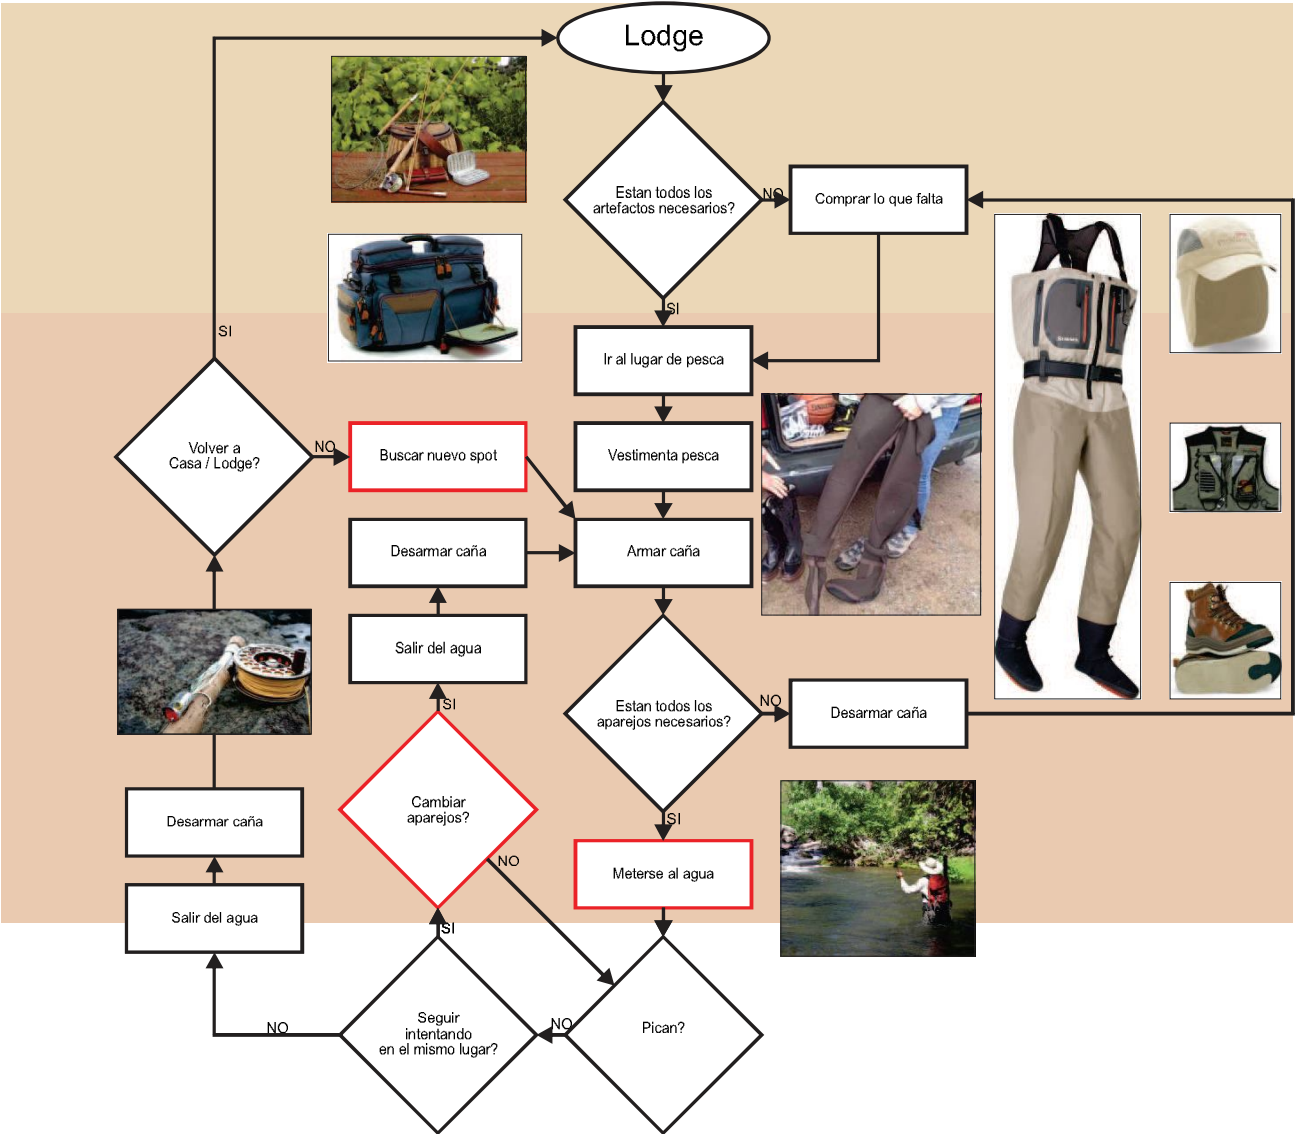 Lodge
Estan todos los
artefactos necesarios?
NO
Comprar lo que falta
SI
Ir al lugar de pesca
SI
Volver a
Casa / Lodge?
NO
Buscar nuevo spot
Vestimenta pesca
Desarmar caña
Armar caña
Salir del agua
SI
Estan todos los
aparejos necesarios?
NO
Desarmar caña
Cambiar
aparejos?
SI
Desarmar caña
NO
Meterse al agua
Salir del agua
SI
Seguir
intentando
en el mismo lugar?
NO
NO
Pican?